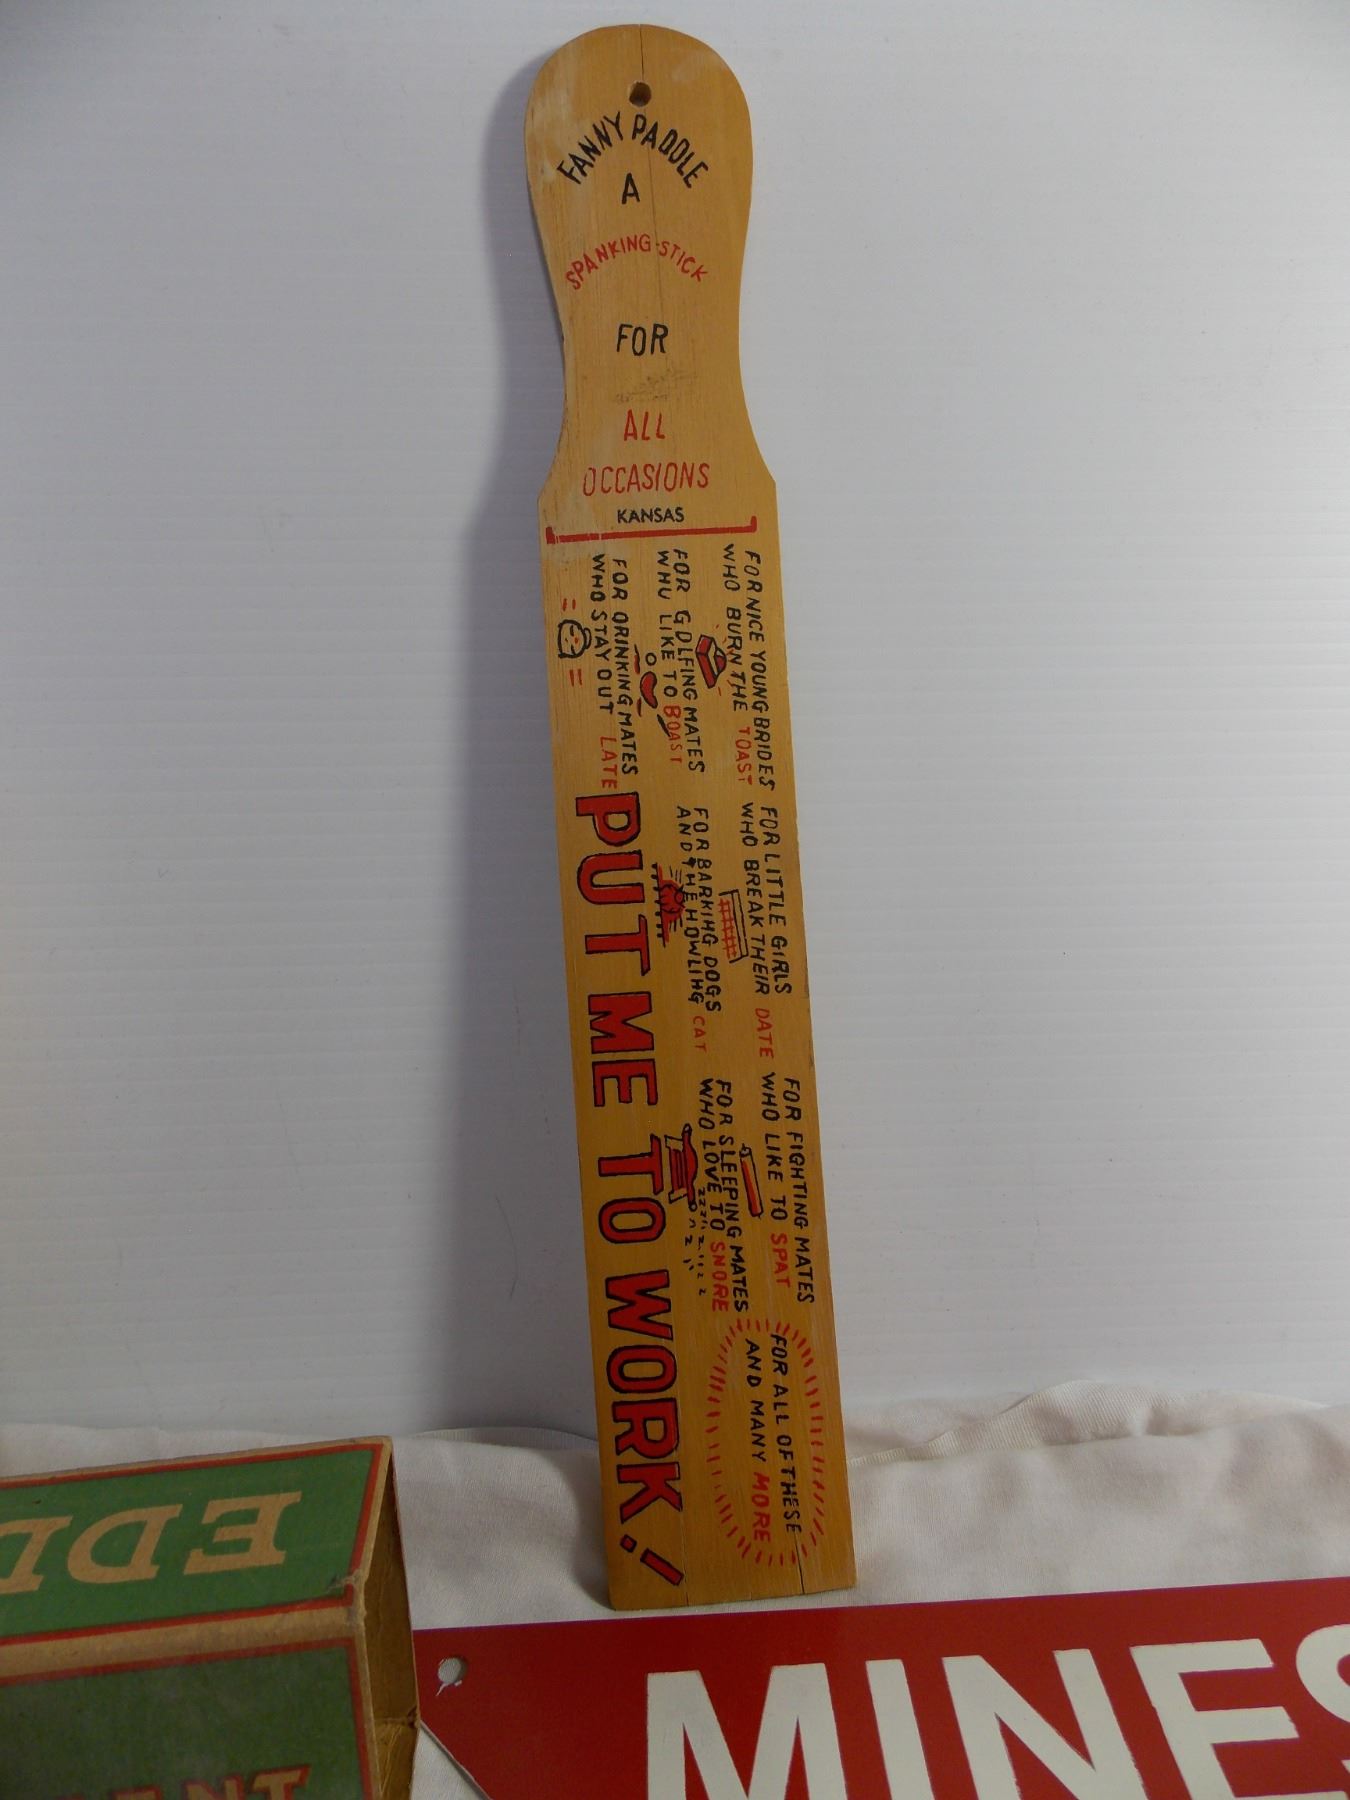 FANNY PADDLE
A
SPANKING-STICK
FOR
ALL
OCCASIONS
KANSAS
FOR NICE YOUNG BRIDES
WHO BURN THE TOAST
FOR LITTLE GIRLS
WHO BREAK THEIR DATE
FOR FIGHTING MATES
WHO LIKE TO SPAT
FOR ALL OF THESE
AND MANY MORE
FOR GOLFING MATES
WHU LIKE TO BOAST
FOR BARKING DOGS
AND THE HOWLING CAT
FOR SLEEPING MATES
WHO LOVE TO SNORE
FOR DRINKING MATES
WHO STAY OUT LATE
PUT ME TO WORK!
EDD
MINES